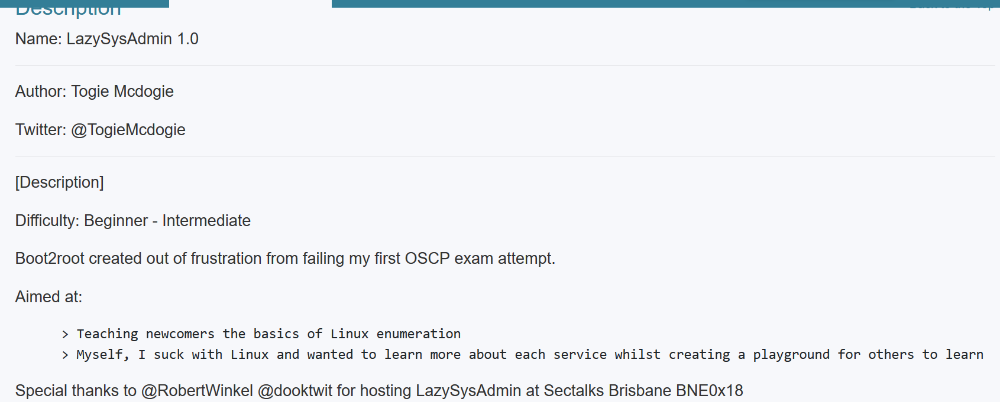 Description
Name: LazySysAdmin 1.0
Author: Togie Mcdogie
Twitter: @TogieMcdogie
[Description]
Difficulty: Beginner - Intermediate
Boot2root created out of frustration from failing my first OSCP exam attempt.
Aimed at:
> Teaching newcomers the basics of Linux enumeration
> Myself, I suck with Linux and wanted to learn more about each service whilst creating a playground for others to learn
Special thanks to @RobertWinkel @dooktwit for hosting LazySysAdmin at Sectalks Brisbane BNE0x18